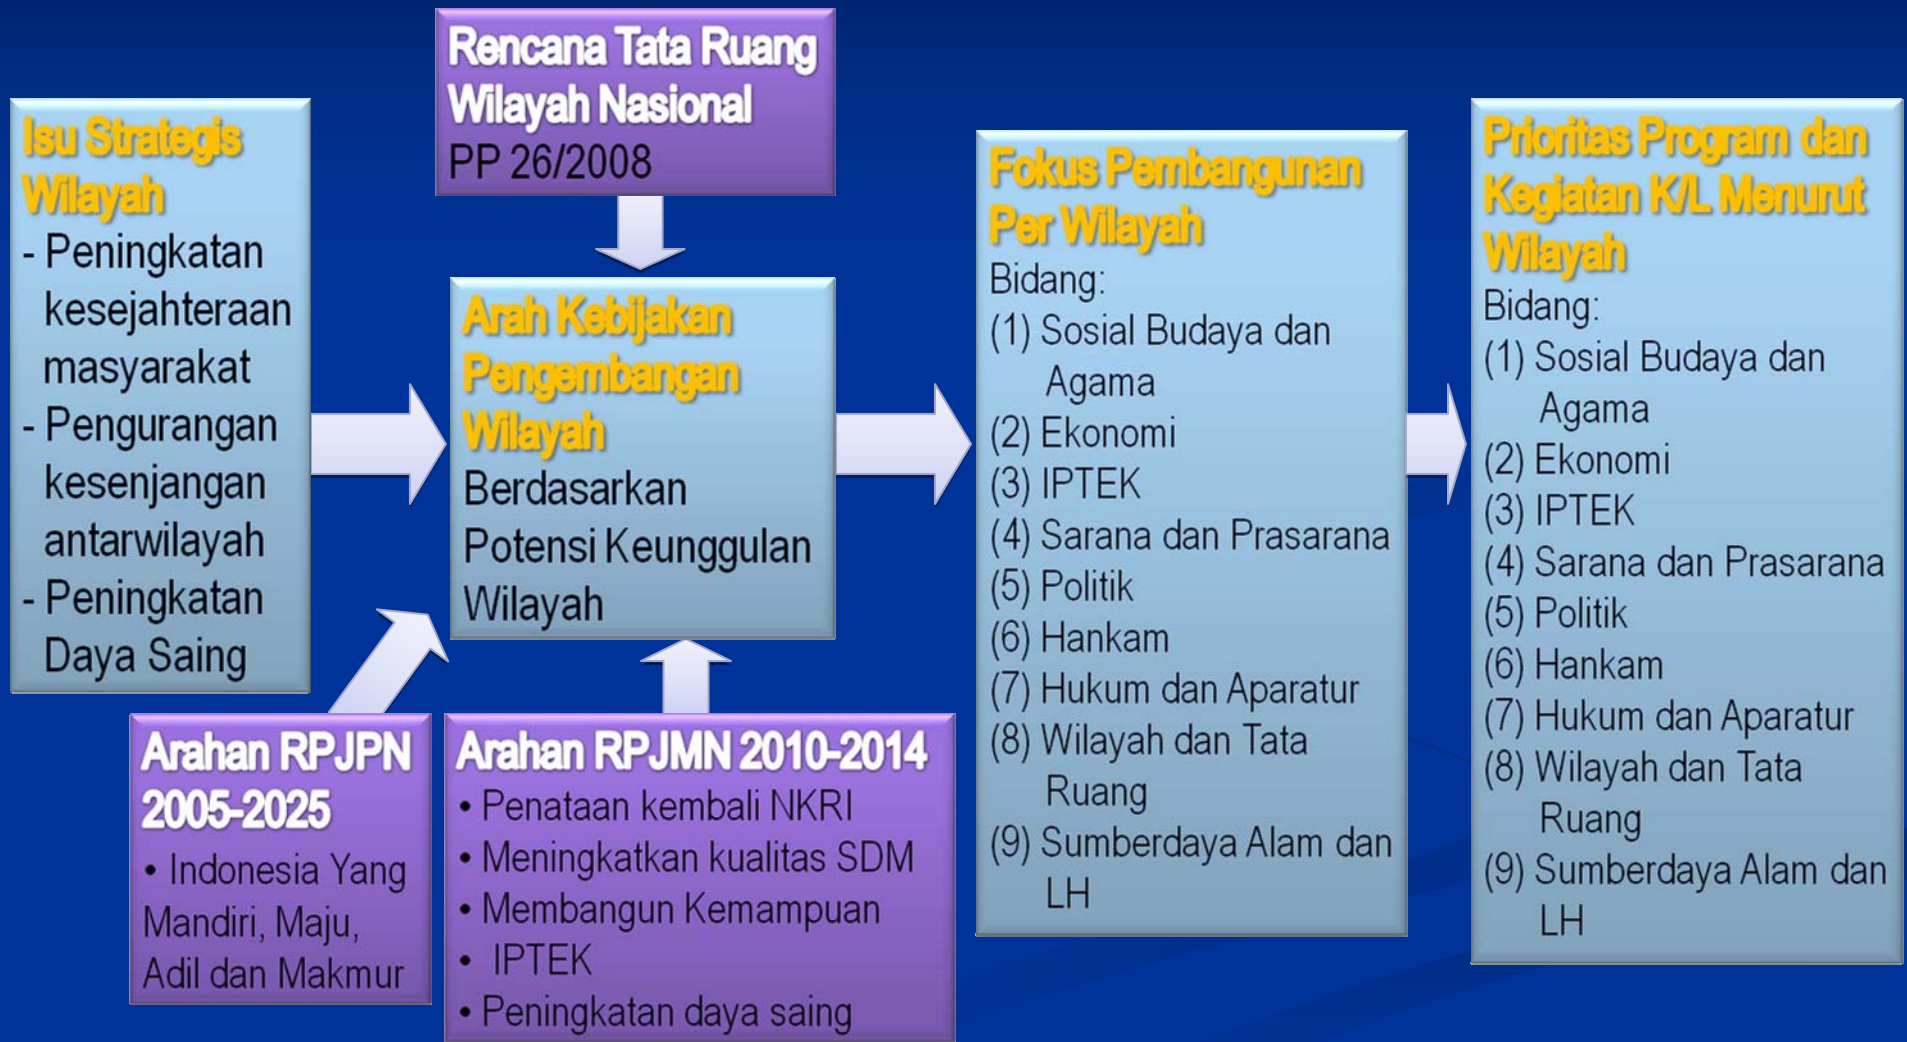 Rencana Tata Ruang
Wilayah Nasional
PP 26/2008
Isu Strategis
Wilayah
- Peningkatan
kesejahteraan
masyarakat
- Pengurangan
kesenjangan
antarwilayah
- Peningkatan
Daya Saing
Arah Kebijakan
Pengembangan
Wilayah
Berdasarkan
Potensi Keunggulan
Wilayah
Arahan RPJPN
2005-2025
• Indonesia Yang
Mandiri, Maju,
Adil dan Makmur
Arahan RPJMN 2010-2014
• Penataan kembali NKRI
• Meningkatkan kualitas SDM
• Membangun Kemampuan
• IPTEK
• Peningkatan daya saing
Fokus Pembangunan
Per Wilayah
Bidang:
(1) Sosial Budaya dan
Agama
(2) Ekonomi
(3) IPTEK
(4) Sarana dan Prasarana
(5) Politik
(6) Hankam
(7) Hukum dan Aparatur
(8) Wilayah dan Tata
Ruang
(9) Sumberdaya Alam dan
LH
Prioritas Program dan
Kegiatan K/L Menurut
Wilayah
Bidang:
(1) Sosial Budaya dan
Agama
(2) Ekonomi
(3) IPTEK
(4) Sarana dan Prasarana
(5) Politik
(6) Hankam
(7) Hukum dan Aparatur
(8) Wilayah dan Tata
Ruang
(9) Sumberdaya Alam dan
LH